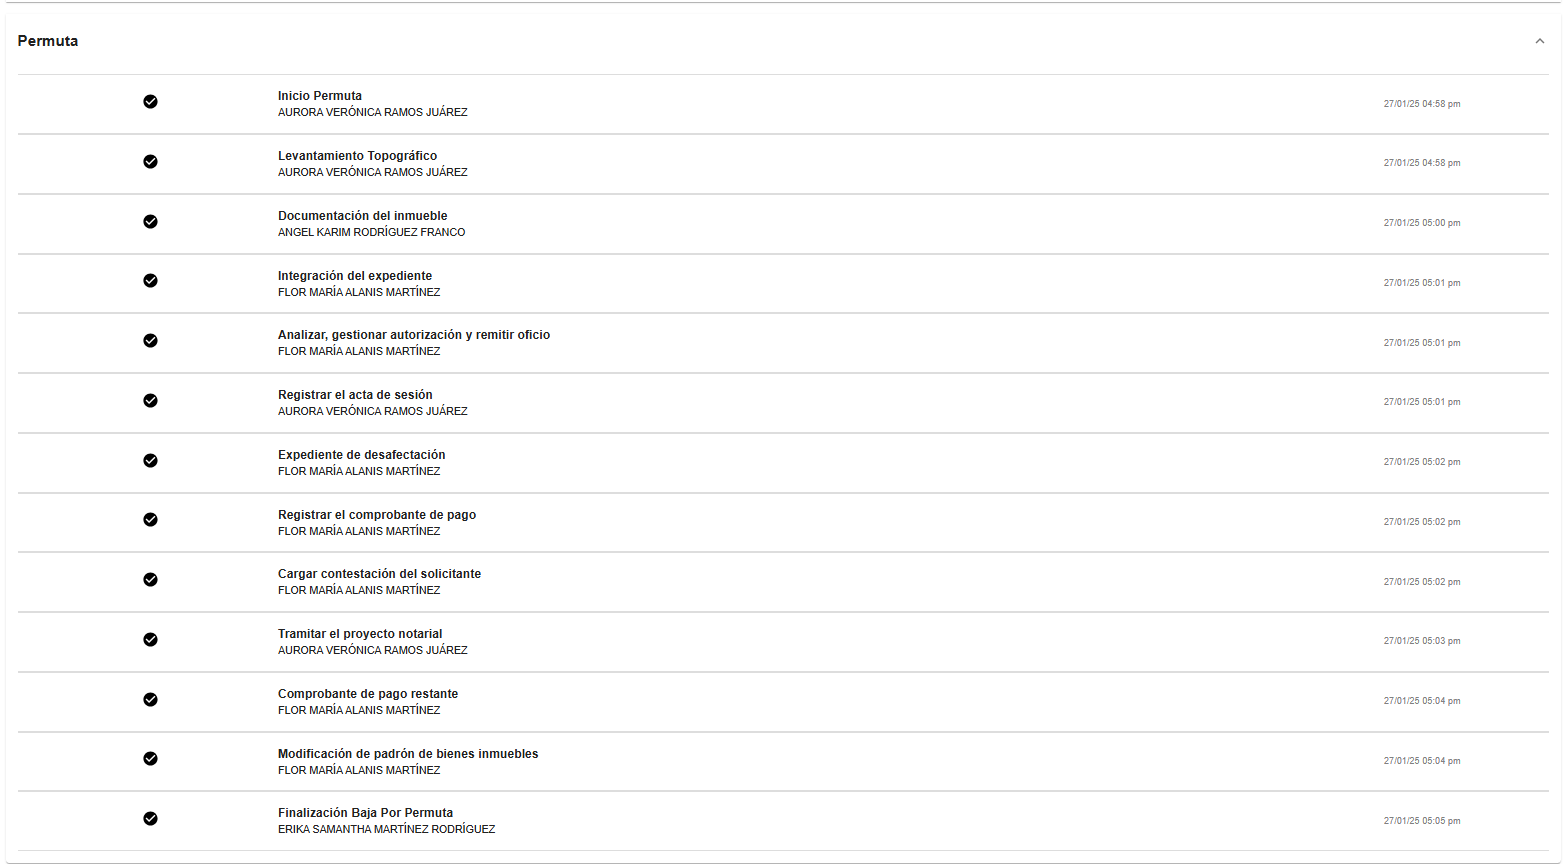 Permuta
Inicio Permuta
AURORA VERÓNICA RAMOS JUÁREZ
27/01/25 04:58 pm
Levantamiento Topográfico
AURORA VERÓNICA RAMOS JUÁREZ
27/01/25 04:58 pm
Documentación del inmueble
ANGEL KARIM RODRÍGUEZ FRANCO
27/01/25 05:00 pm
Integración del expediente
FLOR MARÍA ALANIS MARTÍNEZ
27/01/25 05:01 pm
Analizar, gestionar autorización y remitir oficio
FLOR MARÍA ALANIS MARTÍNEZ
27/01/25 05:01 pm
Registrar el acta de sesión
AURORA VERÓNICA RAMOS JUÁREZ
27/01/25 05:01 pm
Expediente de desafectación
FLOR MARÍA ALANIS MARTÍNEZ
27/01/25 05:02 pm
Registrar el comprobante de pago
FLOR MARÍA ALANIS MARTÍNEZ
27/01/25 05:02 pm
Cargar contestación del solicitante
FLOR MARÍA ALANIS MARTÍNEZ
27/01/25 05:02 pm
Tramitar el proyecto notarial
AURORA VERÓNICA RAMOS JUÁREZ
27/01/25 05:03 pm
Comprobante de pago restante
FLOR MARÍA ALANIS MARTÍNEZ
27/01/25 05:04 pm
Modificación de padrón de bienes inmuebles
FLOR MARÍA ALANIS MARTÍNEZ
27/01/25 05:04 pm
Finalización Baja Por Permuta
ERIKA SAMANTHA MARTÍNEZ RODRÍGUEZ
27/01/25 05:05 pm